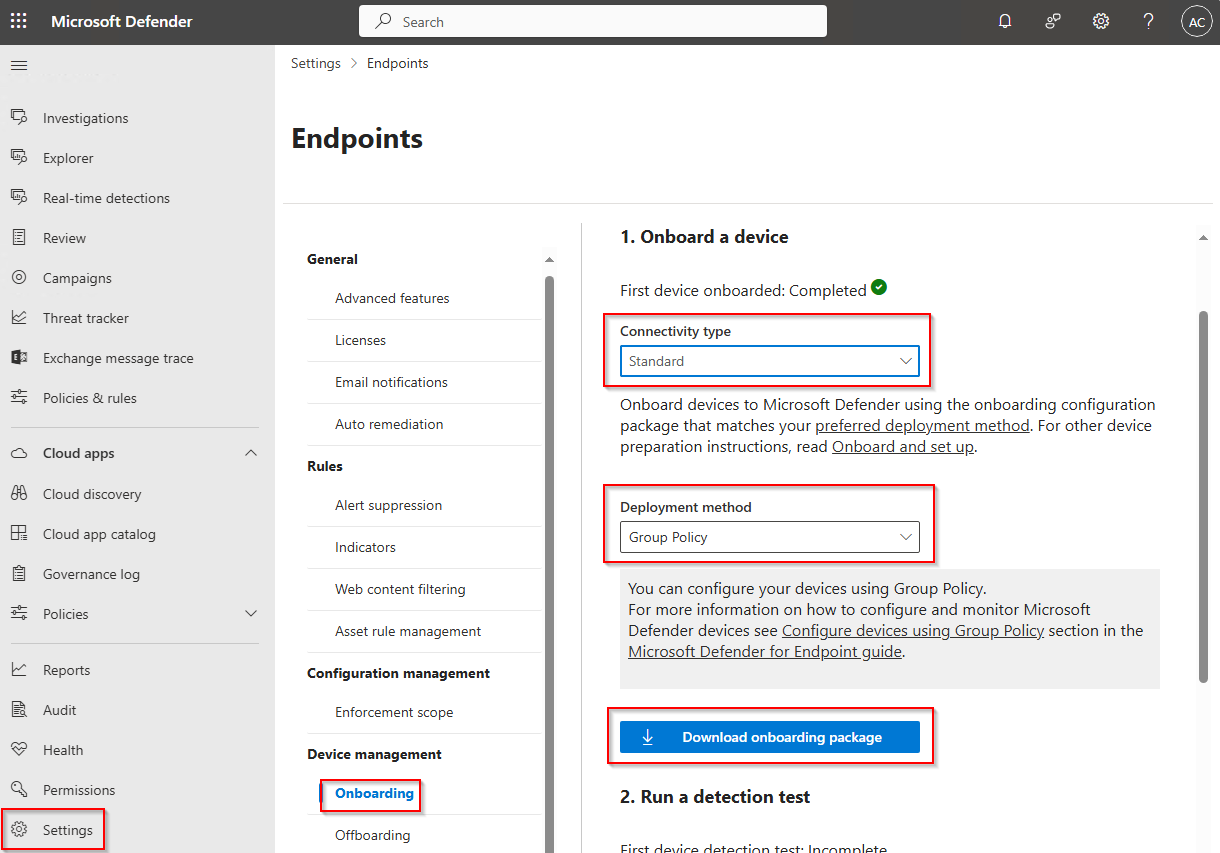 Microsoft Defender
Search
AC
Investigations
Explorer
Real-time detections
Review
Campaigns
Threat tracker
Exchange message trace
Policies & rules
Cloud apps
Cloud discovery
Cloud app catalog
Governance log
Policies
Reports
Audit
Health
Permissions
Settings
Settings > Endpoints
Endpoints
General
Advanced features
Licenses
Email notifications
Auto remediation
Rules
Alert suppression
Indicators
Web content filtering
Asset rule management
Configuration management
Enforcement scope
Device management
Onboarding
Offboarding
1. Onboard a device
First device onboarded: Completed
Connectivity type
Standard
Onboard devices to Microsoft Defender using the onboarding configuration
package that matches your preferred deployment method. For other device
preparation instructions, read Onboard and set up.
Deployment method
Group Policy
You can configure your devices using Group Policy.
For more information on how to configure and monitor Microsoft
Defender devices see Configure devices using Group Policy section in the
Microsoft Defender for Endpoint guide.
Download onboarding package
2. Run a detection test
First device detection test: Incomplete